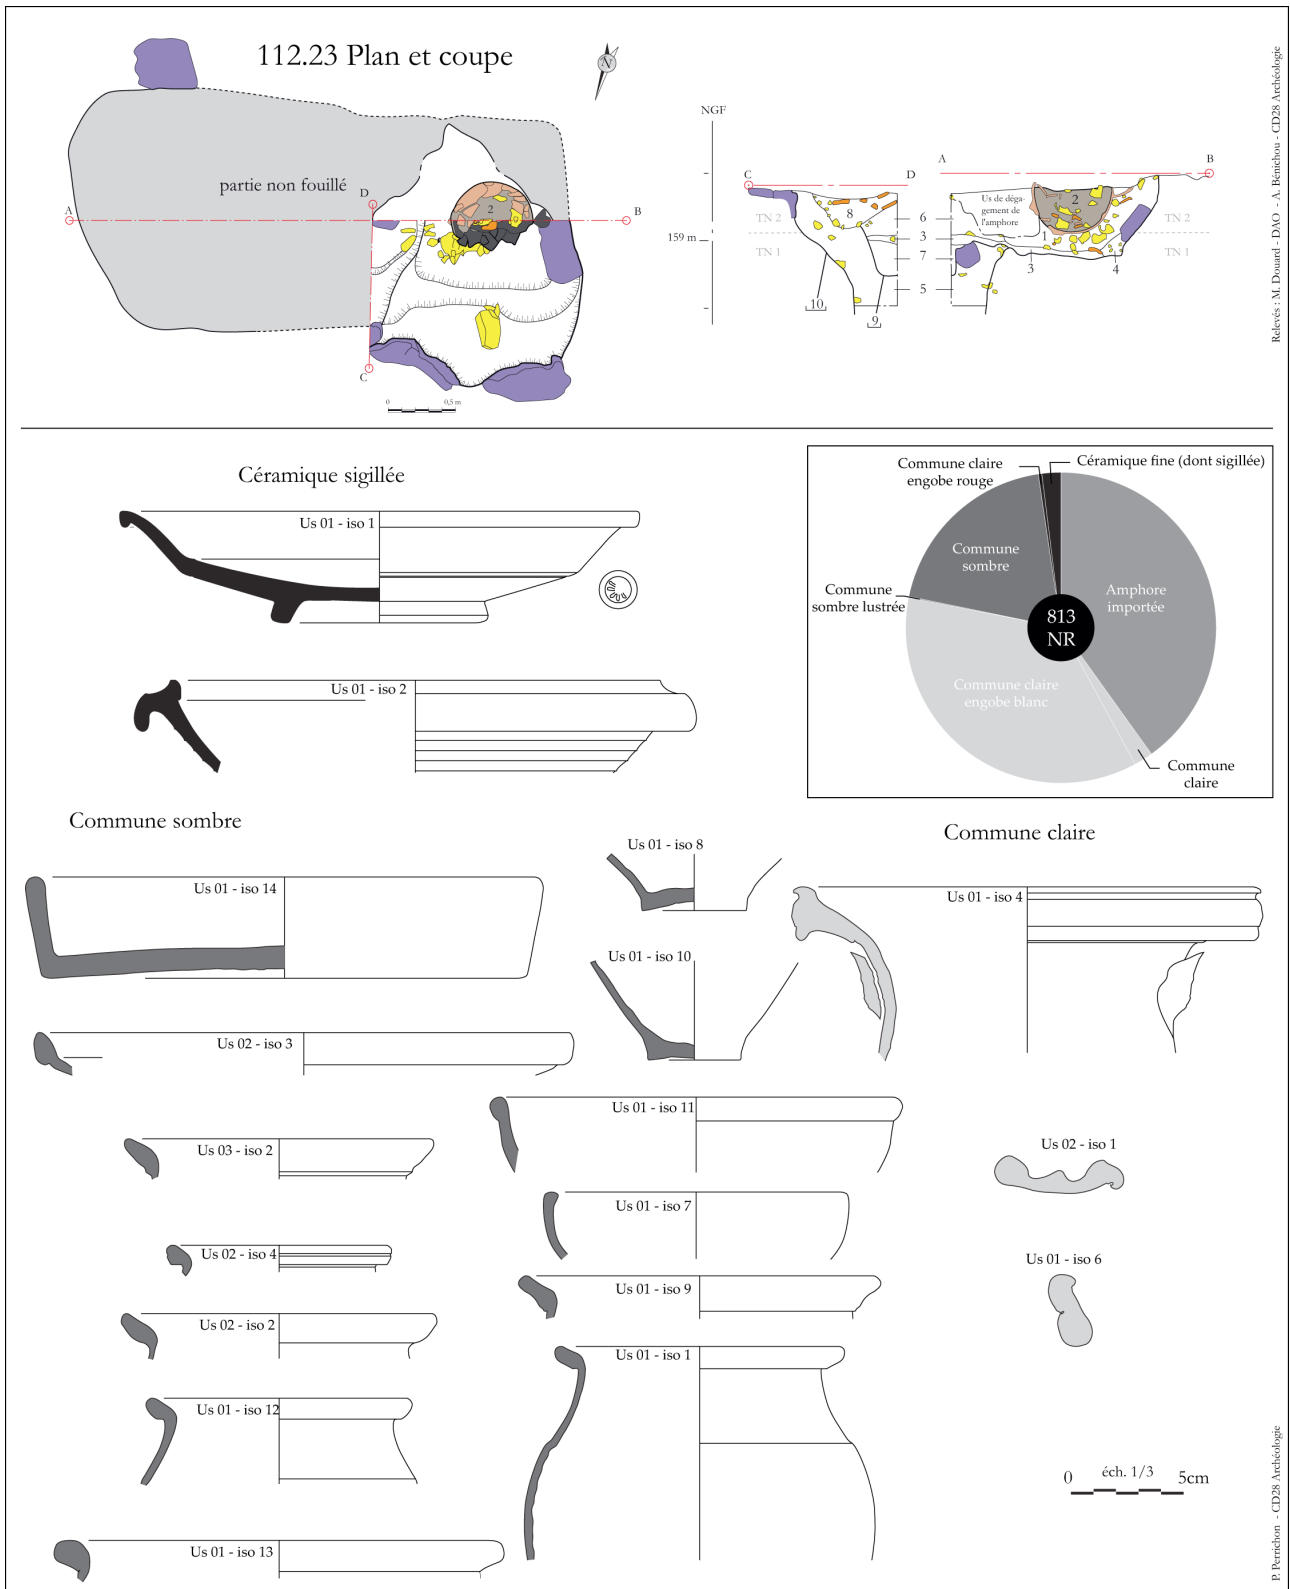 112.23 Plan et coupe
N
partie non fouillé
D
A
B
2
C
0
0,5 m
NGF
159 m
C
D
TN 2
TN 1
8
6
3
7
5
10
9
A
B
Us de déga-
gement de
l'amphore
2
1
3
4
TN 2
TN 1
Relevés : M. Douard - DAO - A. Bénichou - CD28 Archéologie
Céramique sigillée
Us 01 - iso 1
Us 01 - iso 2
Commune claire
engobe rouge
Céramique fine (dont sigillée)
Commune
sombre
Commune
sombre lustrée
Amphore
importée
813
NR
Commune claire
engobe blanc
Commune
claire
Commune sombre
Us 01 - iso 14
Us 02 - iso 3
Us 03 - iso 2
Us 02 - iso 4
Us 02 - iso 2
Us 01 - iso 12
Us 01 - iso 13
Us 01 - iso 8
Us 01 - iso 10
Us 01 - iso 11
Us 01 - iso 7
Us 01 - iso 9
Us 01 - iso 1
Commune claire
Us 01 - iso 4
Us 02 - iso 1
Us 01 - iso 6
0
éch. 1/3
5cm
P. Perrichon - CD28 Archéologie